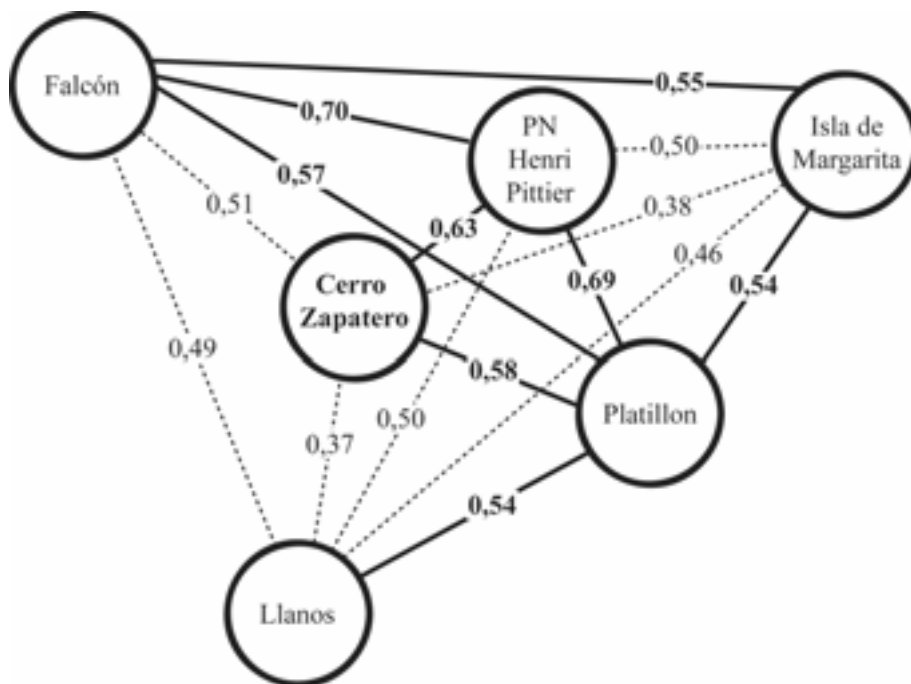 Falcón
0,55
0,70
PN
Henri
Pittier
Isla de
Margarita
0,50
0,57
0,51
0,38
0,63
0,46
Cerro
Zapatero
0,69
0,54
0,49
0,58
0,50
Platillon
0,37
0,54
Llanos